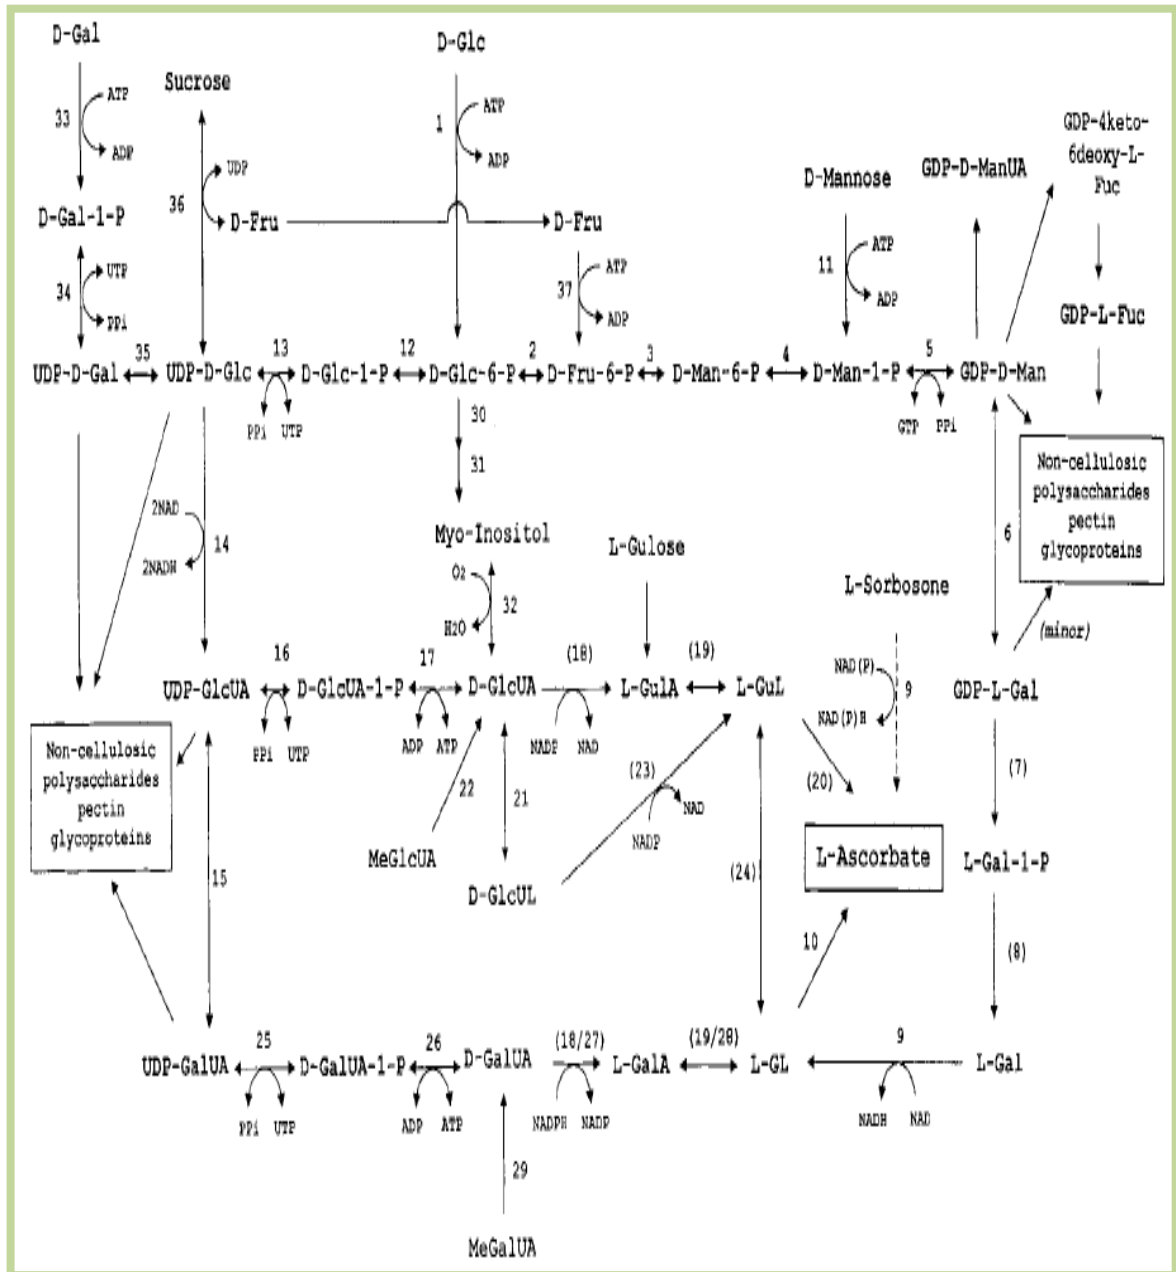 D-Gal
D-Glc
Sucrose
33
ATP
ADP
1
ATP
ADP
GDP-4keto-
6deoxy-L-
Fuc
D-Mannose
GDP-D-ManUA
36
UDP
D-Fru
D-Fru
D-Gal-1-P
34
UTP
PPi
37
ATP
ADP
11
ATP
ADP
GDP-L-Fuc
35
13
12
2
3
4
5
UDP-D-Gal
UDP-D-Glc
D-Glc-1-P
D-Glc-6-P
D-Fru-6-P
D-Man-6-P
D-Man-1-P
GDP-D-Man
PPi UTP
GTP PPi
30
31
Non-cellulosic
polysaccharides
pectin
glycoproteins
2NAD
2NADH
14
Myo-Inositol
L-Gulose
6
O2
H2O
32
L-Sorbosone
(minor)
16
17
(18)
(19)
NAD(P)
NAD(P)H
9
UDP-GlcUA
D-GlcUA-1-P
D-GlcUA
L-GulA
L-GuL
GDP-L-Gal
PPi UTP
ADP ATP
NADP NAD
Non-cellulosic
polysaccharides
pectin
glycoproteins
22
21
(23)
NAD
NADP
(20)
(7)
MeGlcUA
L-Ascorbate
L-Gal-1-P
15
D-GlcUL
(24)
10
(8)
25
26
(18/27)
(19/28)
9
UDP-GalUA
D-GalUA-1-P
D-GalUA
L-GalA
L-GL
L-Gal
PPi UTP
ADP ATP
NADPH NADP
NADH NAD
29
MeGalUA